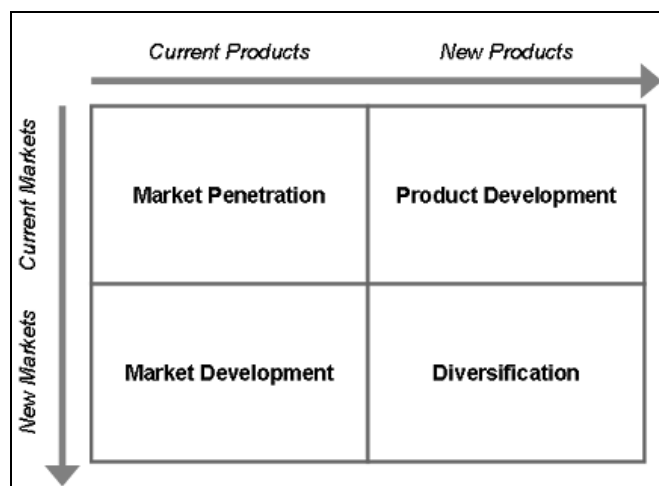 Current Products New Products
Current Markets
Market Penetration Product Development
New Markets
Market Development Diversification